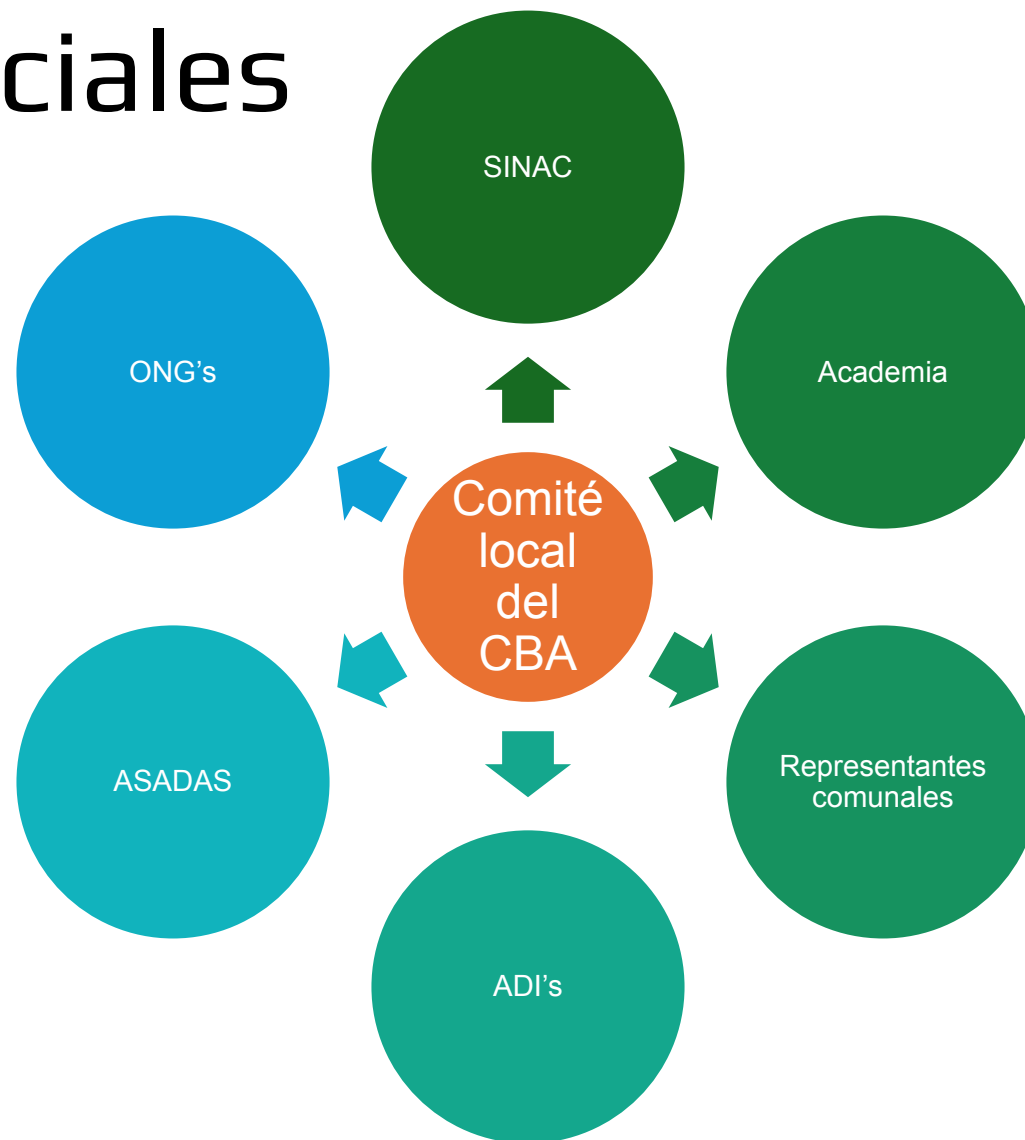 ciales
SINAC
ONG’s
Academia
Comité
local
del
CBA
ASADAS
Representantes
comunales
ADI’s